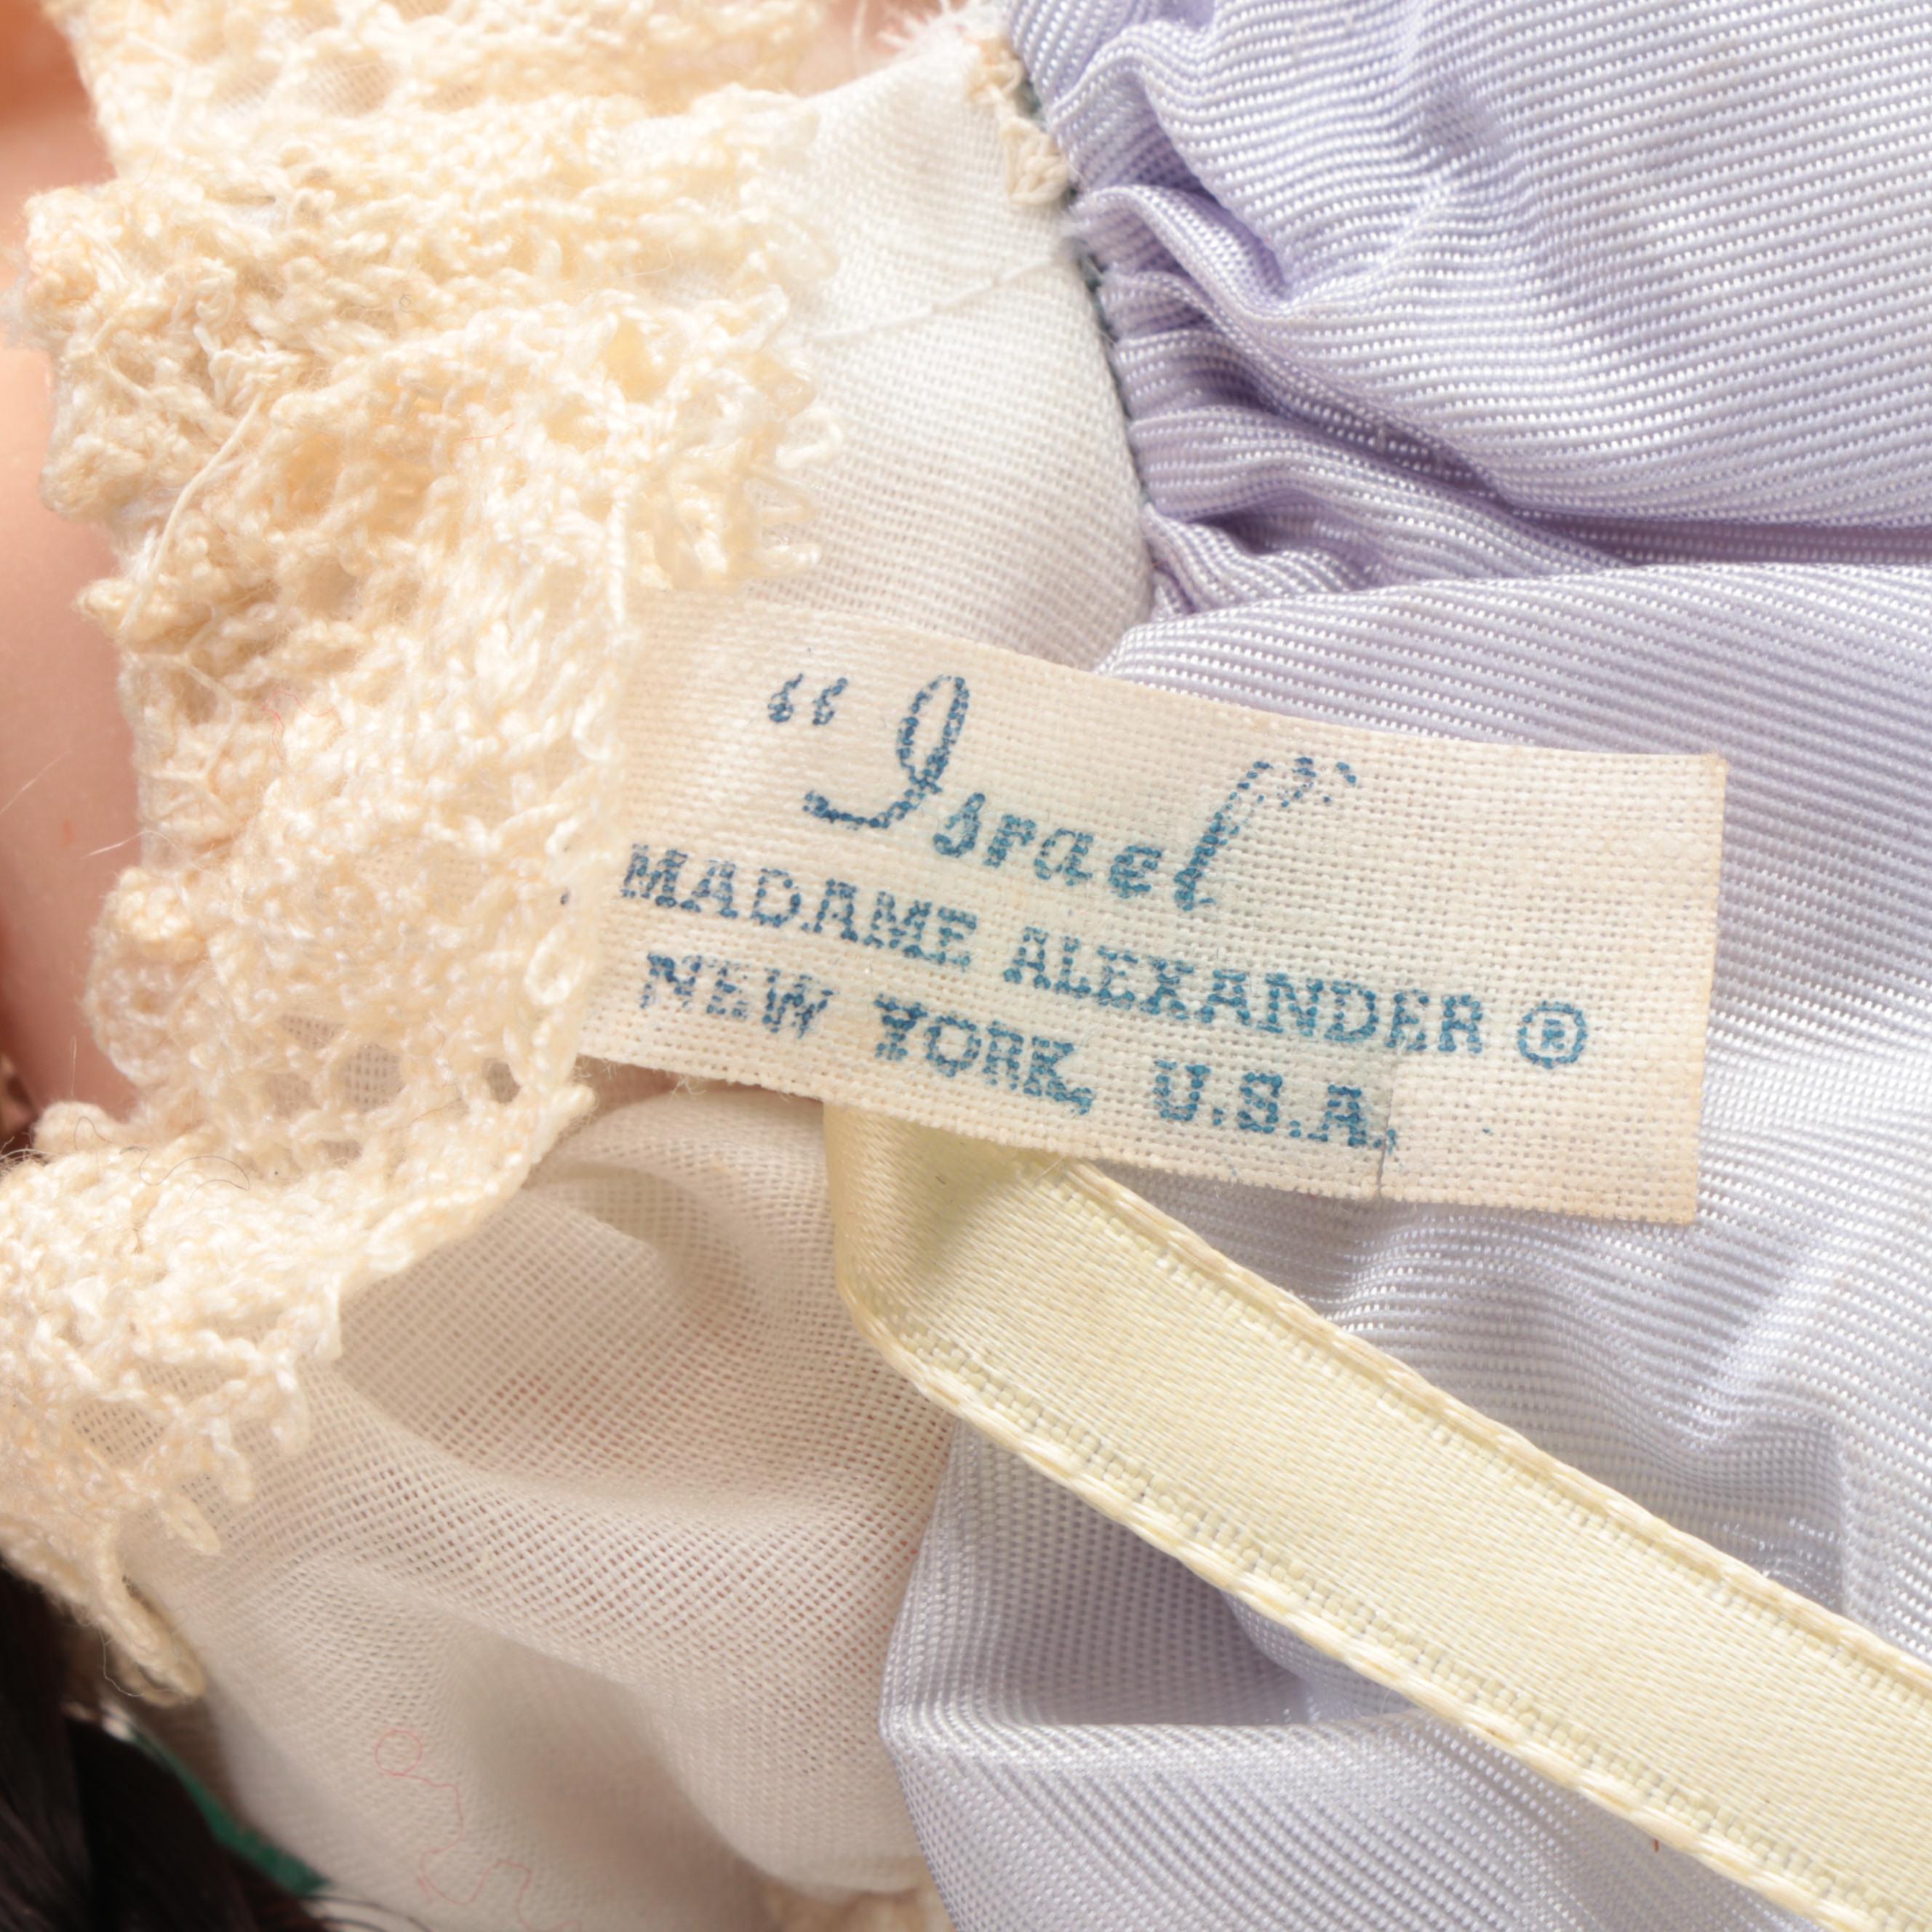 “Israel”
MADAME ALEXANDER ®
NEW YORK, U.S.A.